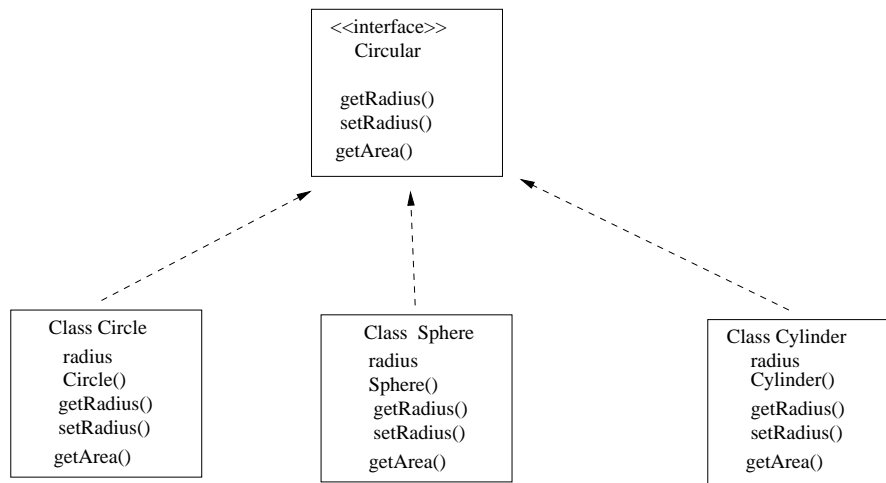 <<interface>>
Circular
getRadius()
setRadius()
getArea()
Class Circle
radius
Circle()
getRadius()
setRadius()
getArea()
Class Sphere
radius
Sphere()
getRadius()
setRadius()
getArea()
Class Cylinder
radius
Cylinder()
getRadius()
setRadius()
getArea()